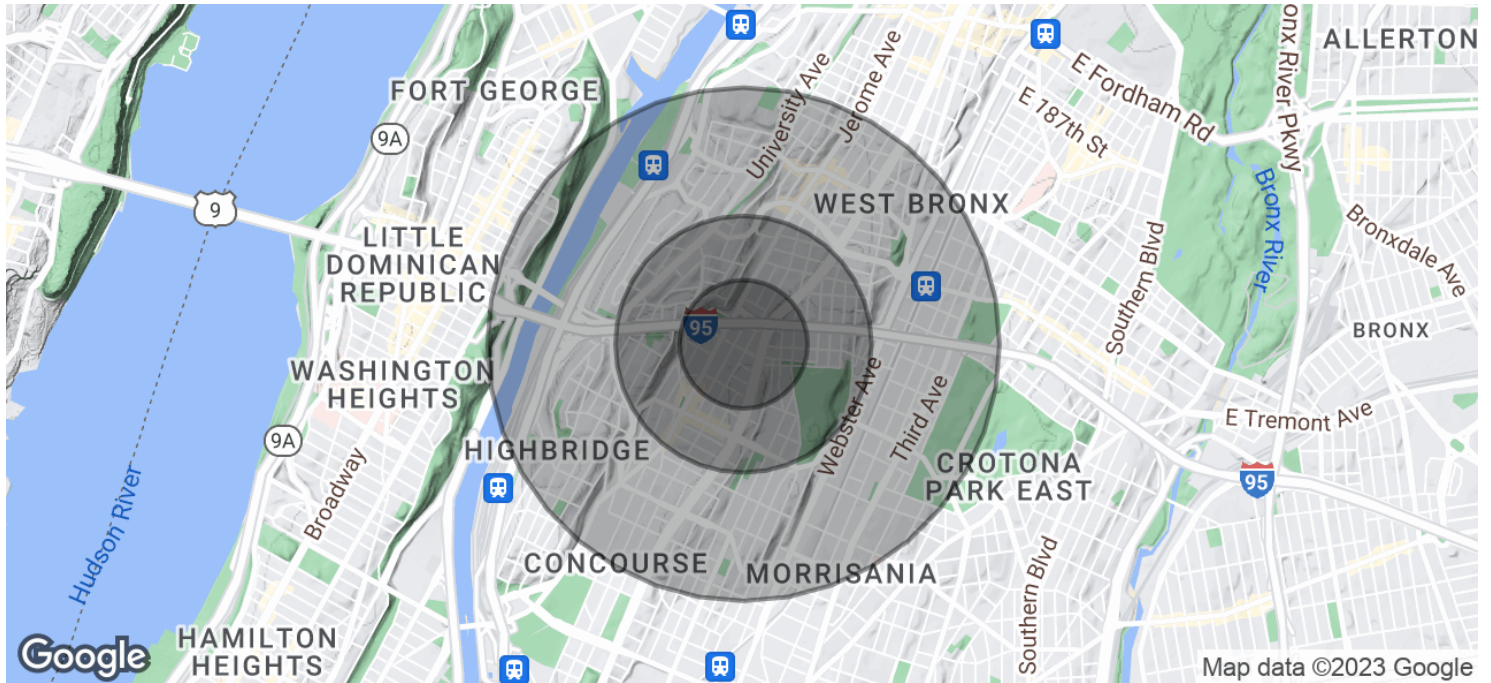 ALLERTON
onx River Pkwy
E Fordham Rd
Jerome Ave
University Ave
FORT GEORGE
E 187th St
9A
9
WEST BRONX
Bronx River
Bronxdale Ave
LITTLE
DOMINICAN
REPUBLIC
Southern Blvd
95
BRONX
WASHINGTON
HEIGHTS
Webster Ave
Third Ave
E Tremont Ave
9A
HIGHBRIDGE
CROTONA
PARK EAST
95
Broadway
Hudson River
CONCOURSE
MORRISANIA
Southern Blvd
HAMILTON
HEIGHTS
Google
Map data ©2023 Google